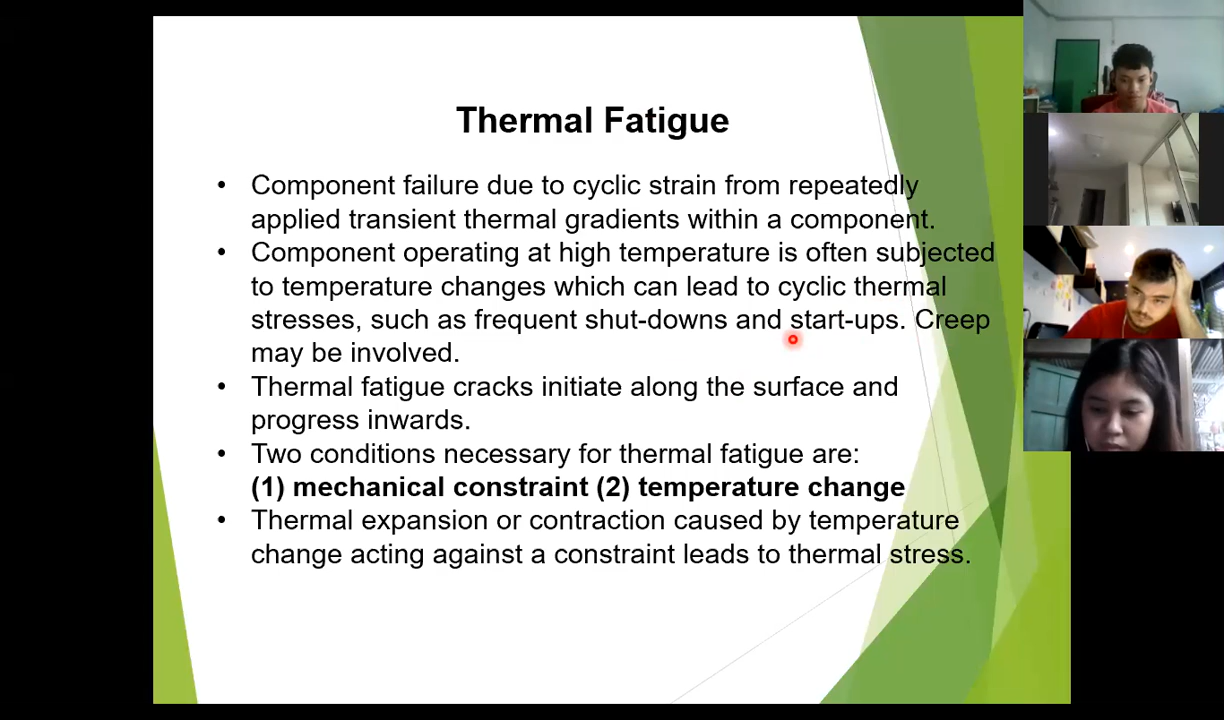 Thermal Fatigue
• Component failure due to cyclic strain from repeatedly
applied transient thermal gradients within a component.
• Component operating at high temperature is often subjected
to temperature changes which can lead to cyclic thermal
stresses, such as frequent shut-downs and start-ups. Creep
may be involved.
• Thermal fatigue cracks initiate along the surface and
progress inwards.
• Two conditions necessary for thermal fatigue are:
(1) mechanical constraint (2) temperature change
• Thermal expansion or contraction caused by temperature
change acting against a constraint leads to thermal stress.